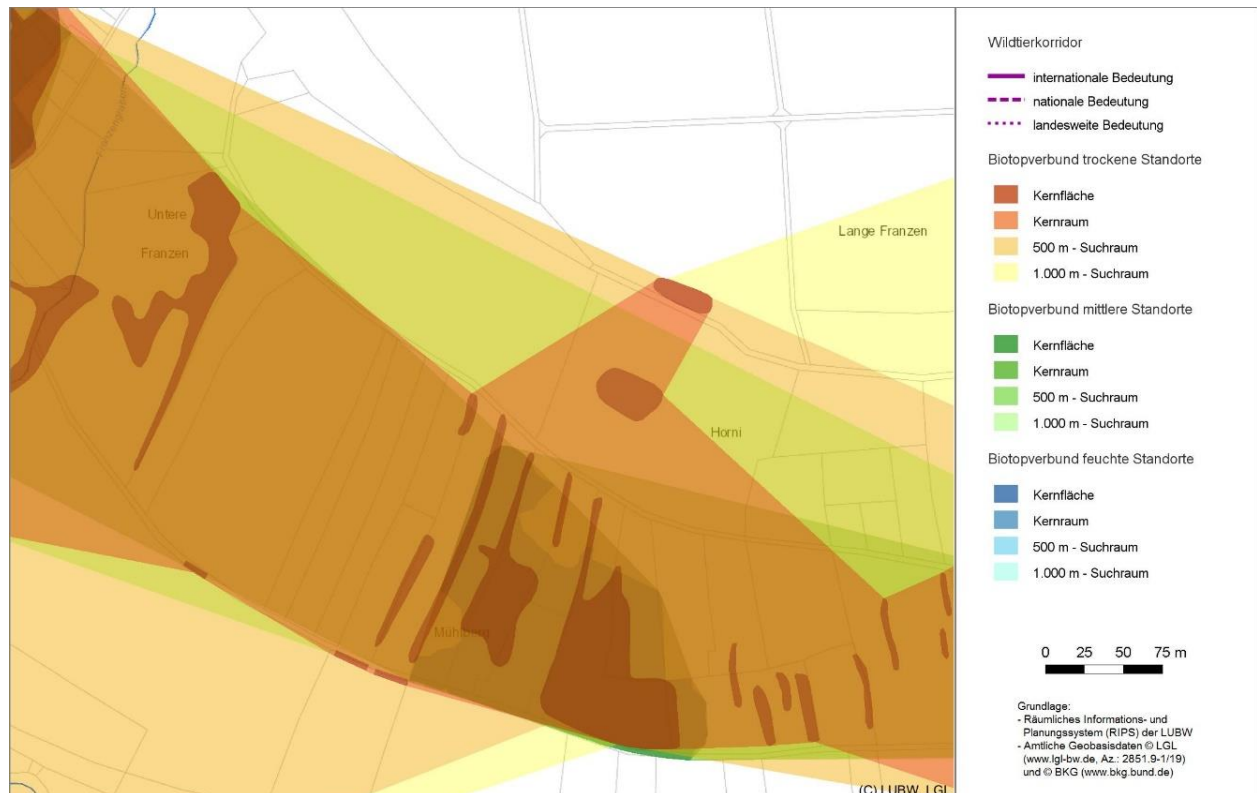 Untere
Franzen
Lange Franzen
Horni
Mühlberg
(C) LUBW, LGL
Wildtierkorridor
internationale Bedeutung
nationale Bedeutung
landesweite Bedeutung
Biotopverbund trockene Standorte
Kernfläche
Kernraum
500 m - Suchraum
1.000 m - Suchraum
Biotopverbund mittlere Standorte
Kernfläche
Kernraum
500 m - Suchraum
1.000 m - Suchraum
Biotopverbund feuchte Standorte
Kernfläche
Kernraum
500 m - Suchraum
1.000 m - Suchraum
0 25 50 75 m
Grundlage:
- Räumliches Informations- und
Planungssystem (RIPS) der LUBW
- Amtliche Geobasisdaten © LGL
(www.lgl-bw.de, Az.: 2851.9-1/19)
und © BKG (www.bkg.bund.de)